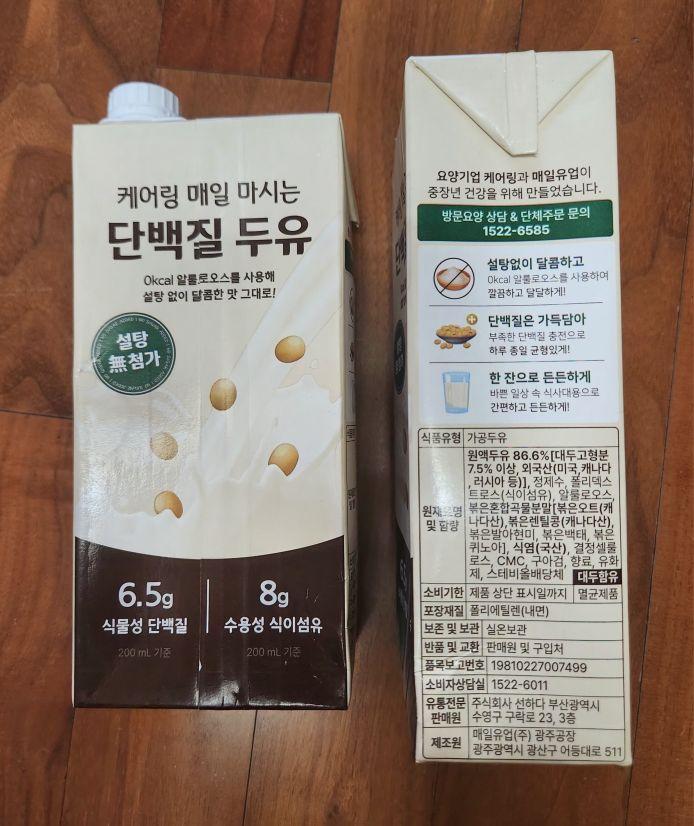 케어링 매일 마시는
단백질 두유
0kcal 알룰로오스를 사용해
설탕 없이 달콤한 맛 그대로!
설탕
無첨가
6.5g
식물성 단백질
200 mL 기준
8g
수용성 식이섬유
200 mL 기준
요양기업 케어링과 매일유업이
중장년 건강을 위해 만들었습니다.
방문요양 상담 & 단체주문 문의
1522-6585
설탕없이 달콤하고
0kcal 알룰로오스를 사용하여
깔끔하고 달달하게!
단백질은 가득담아
부족한 단백질 충전으로
하루 종일 균형있게!
한 잔으로 든든하게
바쁜 일상 속 식사대용으로
간편하고 든든하게!
식품유형 가공두유
원재료명 및 함량
원액두유 86.6%[대두고형분
7.5% 이상, 외국산(미국,캐나다
,러시아 등)], 정제수, 폴리덱스
트로스(식이섬유), 알룰로오스,
볶은혼합곡물분말[볶은오트(캐
나다산), 볶은렌틸콩(캐나다산),
볶은발아현미, 볶은백태, 볶은
퀴노아], 식염(국산), 결정셀룰
로스, CMC, 구아검, 향료, 유화
제, 스테비올배당체 대두함유
소비기한 제품 상단 표시일까지 멸균제품
포장재질 폴리에틸렌(내면)
보존 및 보관 실온보관
반품 및 교환 판매원 및 구입처
품목보고번호 19810227007499
소비자상담실 1522-6011
유통전문 판매원
주식회사 선하다 부산광역시
수영구 구락로 23, 3층
제조원
매일유업(주) 광주공장
광주광역시 광산구 어등대로 511